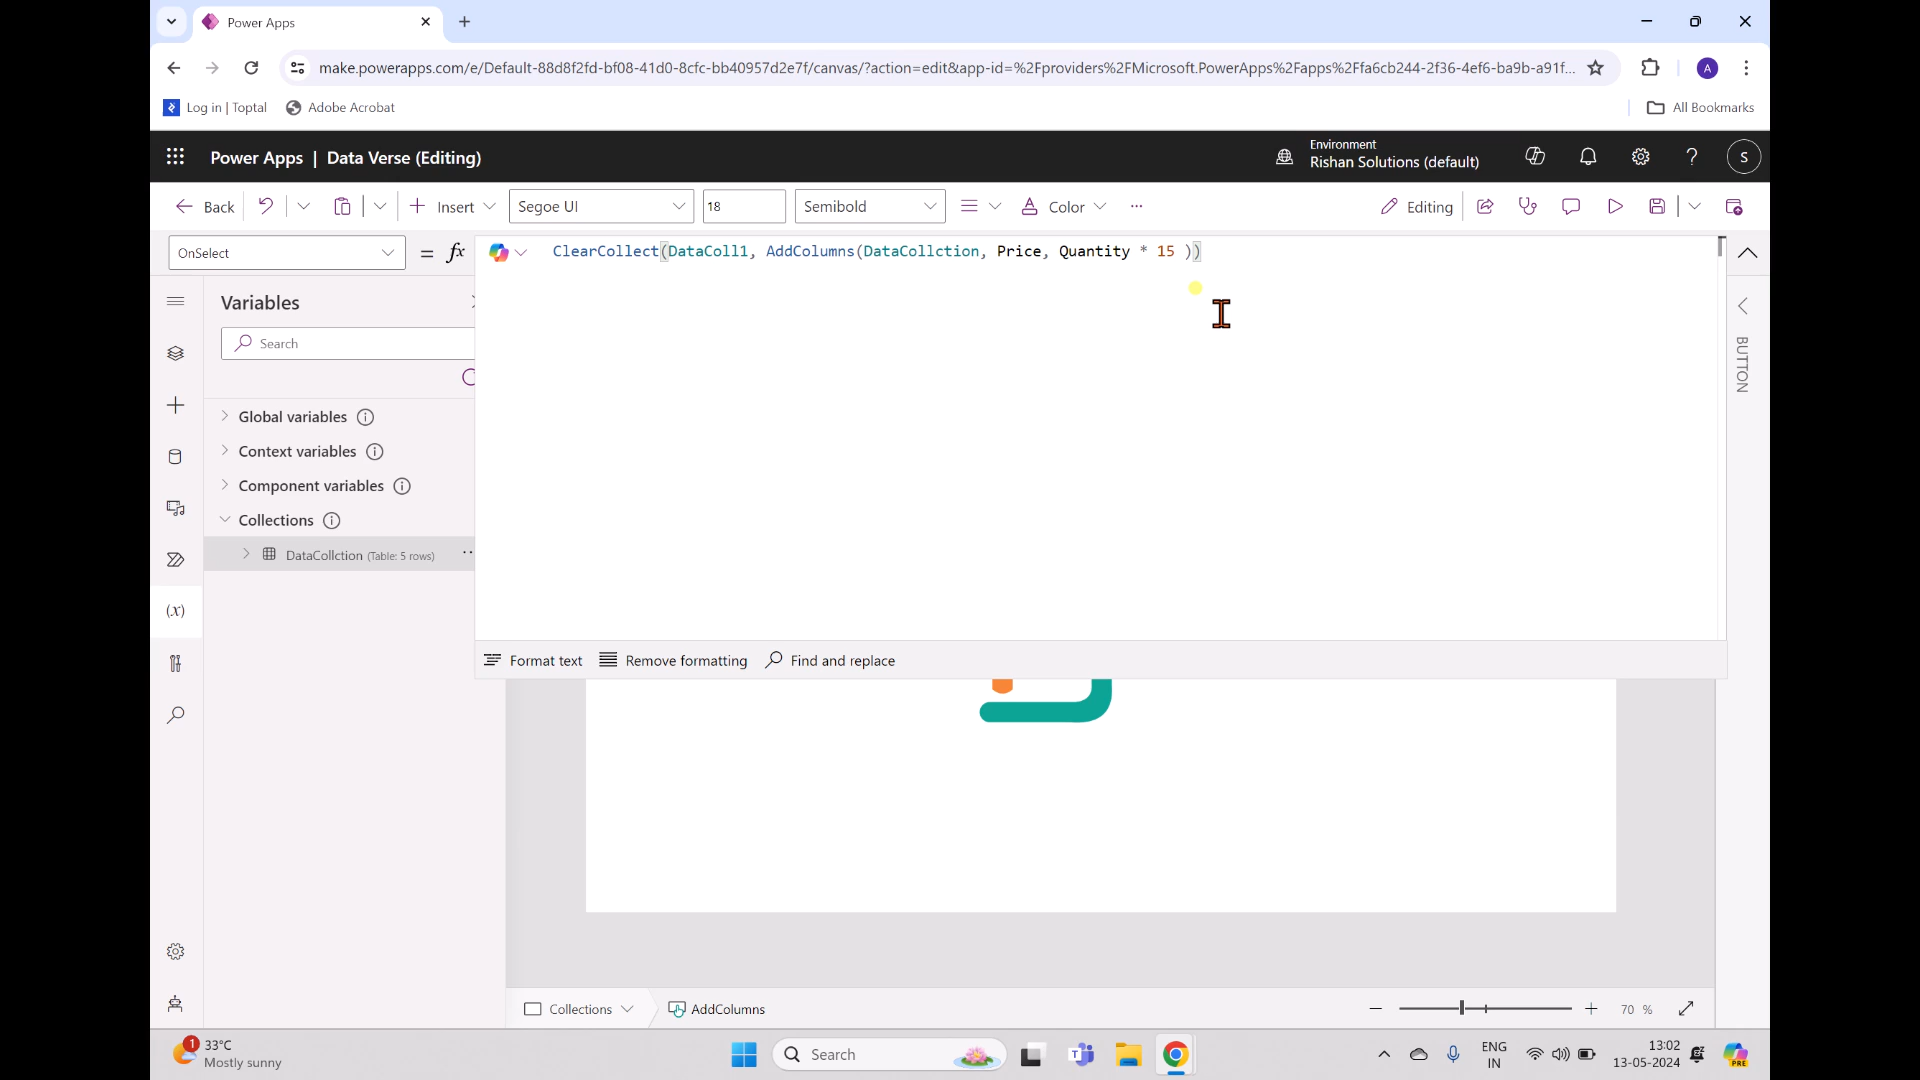 Power Apps
make.powerapps.com/e/Default-88d8f2fd-bf08-41d0-8cfc-bb40957d2e7f/canvas/?action=edit&app-id=%2Fproviders%2FMicrosoft.PowerApps%2Fapps%2Ffa6cb244-2f36-4ef6-ba9b-a91f...
A
Log in | Toptal
Adobe Acrobat
All Bookmarks
Power Apps | Data Verse (Editing)
Environment
Rishan Solutions (default)
S
Back
Insert
Segoe UI
18
Semibold
Color
Editing
OnSelect
= fx
ClearCollect(DataColl1, AddColumns(DataCollction, Price, Quantity * 15 ))
Variables
Search
BUTTON
Global variables
Context variables
Component variables
Collections
DataCollction (Table: 5 rows)
(x)
Format text
Remove formatting
Find and replace
Collections
AddColumns
70 %
1
33°C
Mostly sunny
Search
ENG
IN
13:02
13-05-2024
PRE